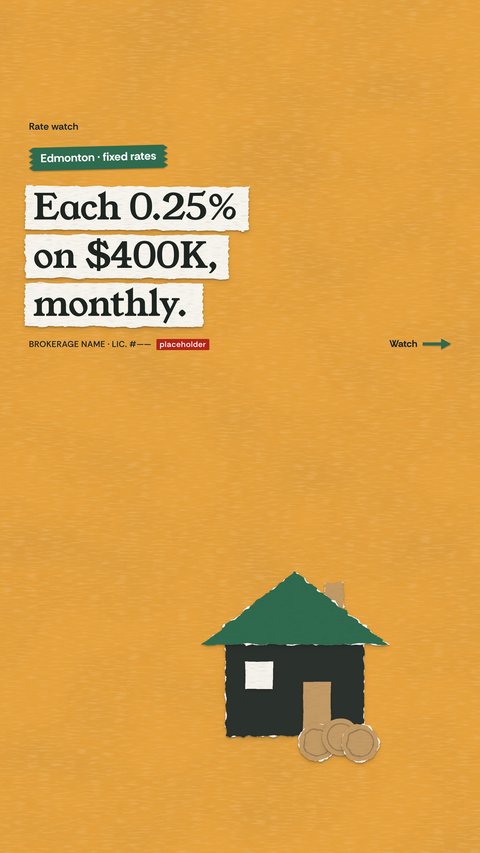 Rate watch
Edmonton · fixed rates
Each 0.25%
on $400K,
monthly.
BROKERAGE NAME · LIC. #—— placeholder
Watch